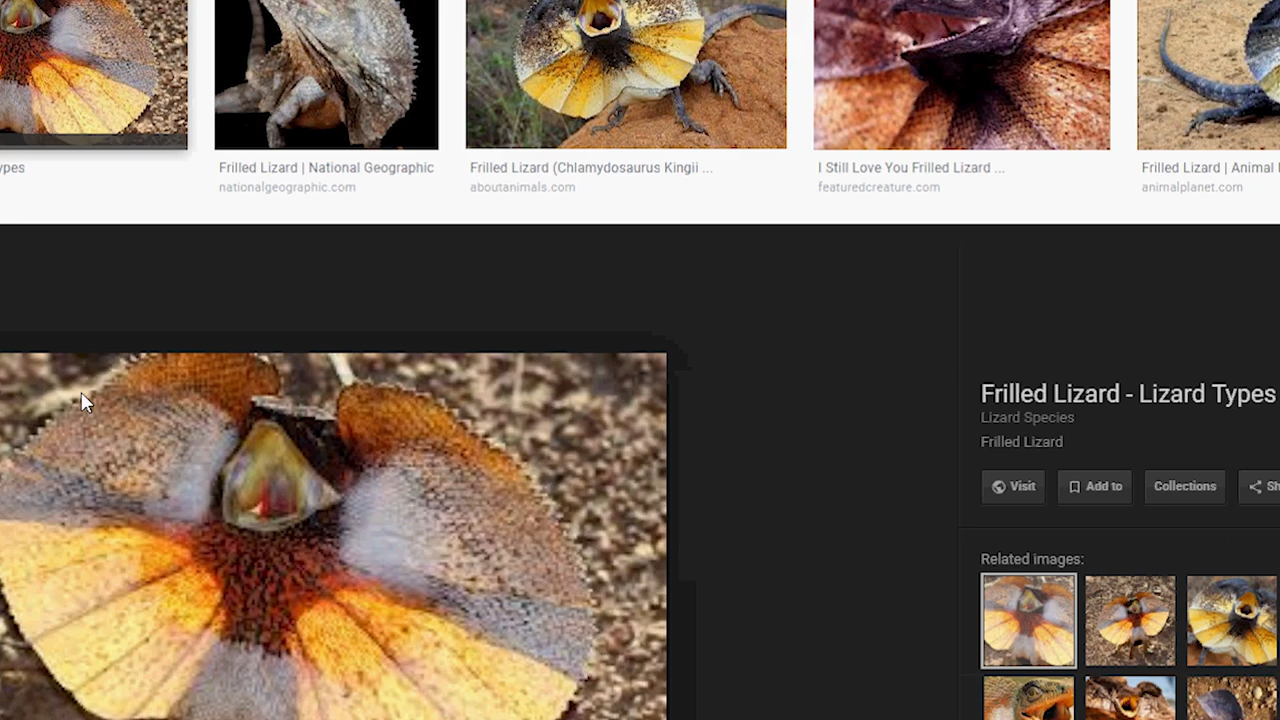 ypes
Frilled Lizard | National Geographic
nationalgeographic.com
Frilled Lizard (Chlamydosaurus Kingii ...
aboutanimals.com
I Still Love You Frilled Lizard ...
featuredcreature.com
Frilled Lizard | Animal
animalplanet.com
Frilled Lizard - Lizard Types
Lizard Species
Frilled Lizard
Visit
Add to
Collections
Sh
Related images: